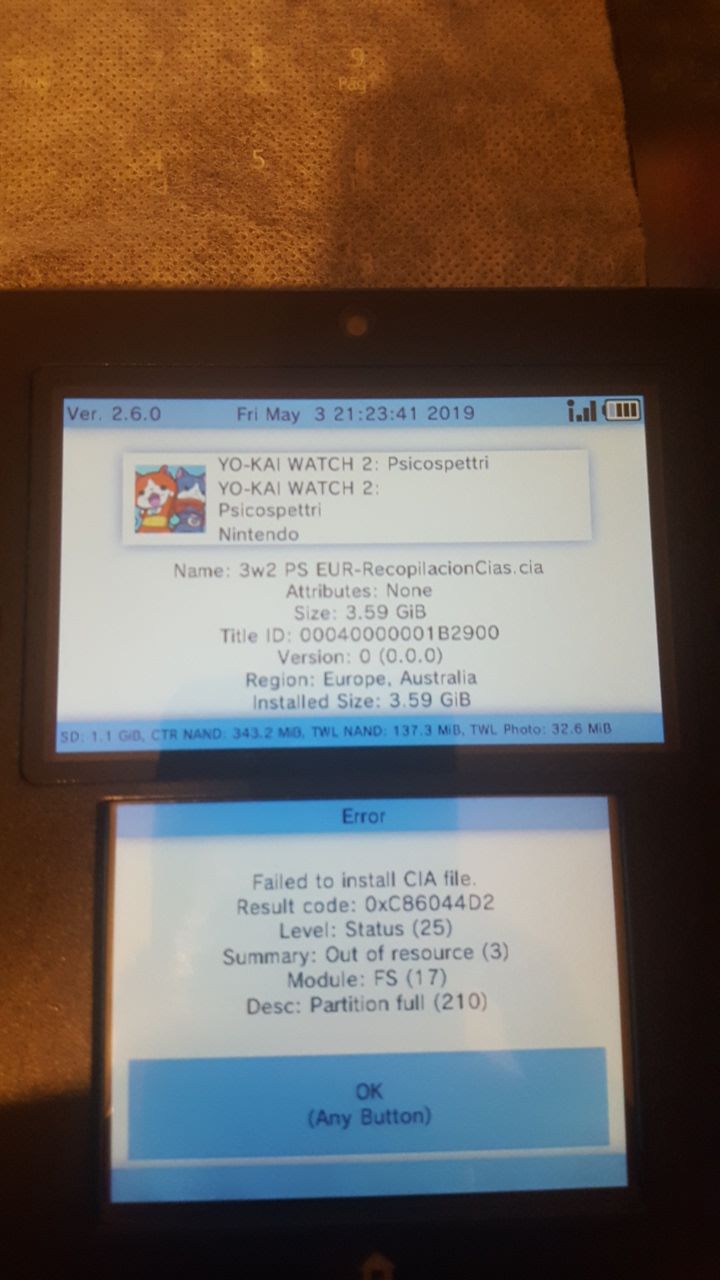 8 9
Pag
5
Ver. 2.6.0 Fri May 3 21:23:41 2019
YO-KAI WATCH 2: Psicospettri
YO-KAI WATCH 2:
Psicospettri
Nintendo
Name: 3w2 PS EUR-RecopilacionCias.cia
Attributes: None
Size: 3.59 GiB
Title ID: 00040000001B2900
Version: 0 (0.0.0)
Region: Europe, Australia
Installed Size: 3.59 GiB
SD: 1.1 GiB, CTR NAND: 343.2 MiB, TWL NAND: 137.3 MiB, TWL Photo: 32.6 MiB
Error
Failed to install CIA file.
Result code: 0xC86044D2
Level: Status (25)
Summary: Out of resource (3)
Module: FS (17)
Desc: Partition full (210)
OK
(Any Button)